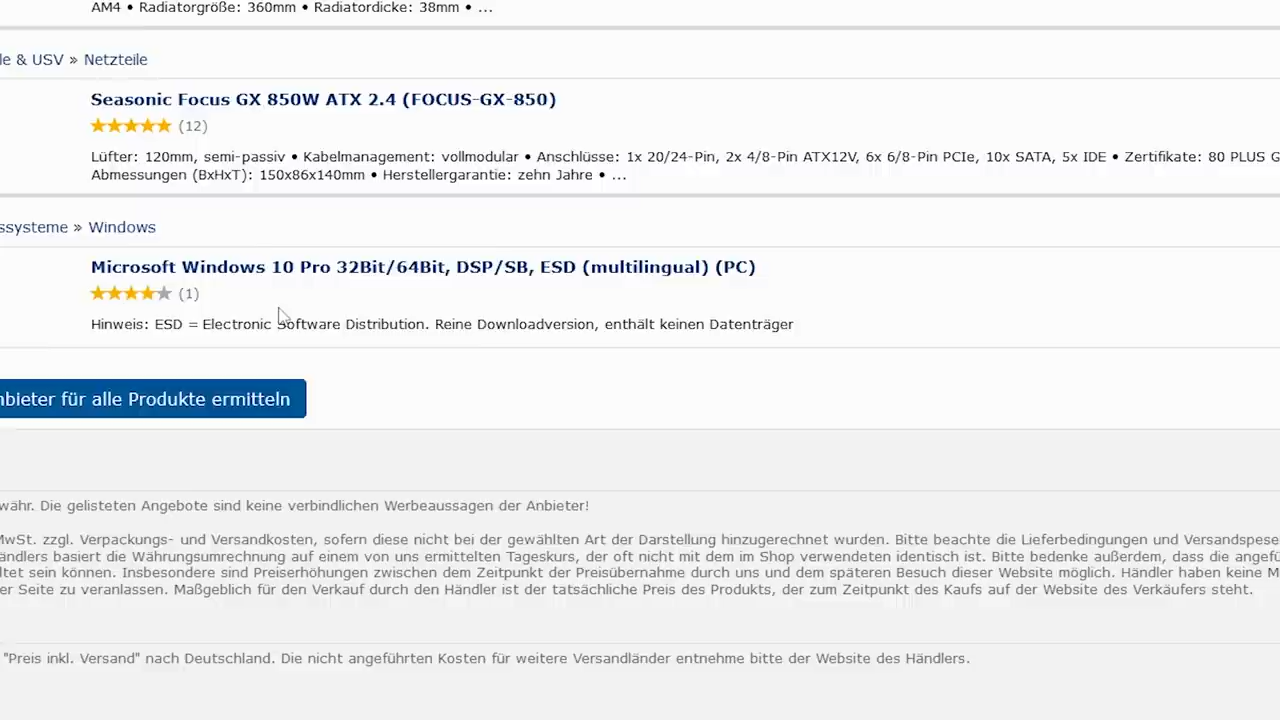 AM4 • Radiatorgröße: 360mm • Radiatordicke: 38mm • ...
le & USV » Netzteile
Seasonic Focus GX 850W ATX 2.4 (FOCUS-GX-850)
(12)
Lüfter: 120mm, semi-passiv • Kabelmanagement: vollmodular • Anschlüsse: 1x 20/24-Pin, 2x 4/8-Pin ATX12V, 6x 6/8-Pin PCIe, 10x SATA, 5x IDE • Zertifikate: 80 PLUS G
Abmessungen (BxHxT): 150x86x140mm • Herstellergarantie: zehn Jahre • ...
ssysteme » Windows
Microsoft Windows 10 Pro 32Bit/64Bit, DSP/SB, ESD (multilingual) (PC)
(1)
Hinweis: ESD = Electronic Software Distribution. Reine Downloadversion, enthält keinen Datenträger
nbieter für alle Produkte ermitteln
währ. Die gelisteten Angebote sind keine verbindlichen Werbeaussagen der Anbieter!
MwSt. zzgl. Verpackungs- und Versandkosten, sofern diese nicht bei der gewählten Art der Darstellung hinzugerechnet wurden. Bitte beachte die Lieferbedingungen und Versandspese
ändlers basiert die Währungsumrechnung auf einem von uns ermittelten Tageskurs, der oft nicht mit dem im Shop verwendeten identisch ist. Bitte bedenke außerdem, dass die angefü
ltet sein können. Insbesondere sind Preiserhöhungen zwischen dem Zeitpunkt der Preisübernahme durch uns und dem späteren Besuch dieser Website möglich. Händler haben keine M
er Seite zu veranlassen. Maßgeblich für den Verkauf durch den Händler ist der tatsächliche Preis des Produkts, der zum Zeitpunkt des Kaufs auf der Website des Verkäufers steht.
"Preis inkl. Versand" nach Deutschland. Die nicht angeführten Kosten für weitere Versandländer entnehme bitte der Website des Händlers.